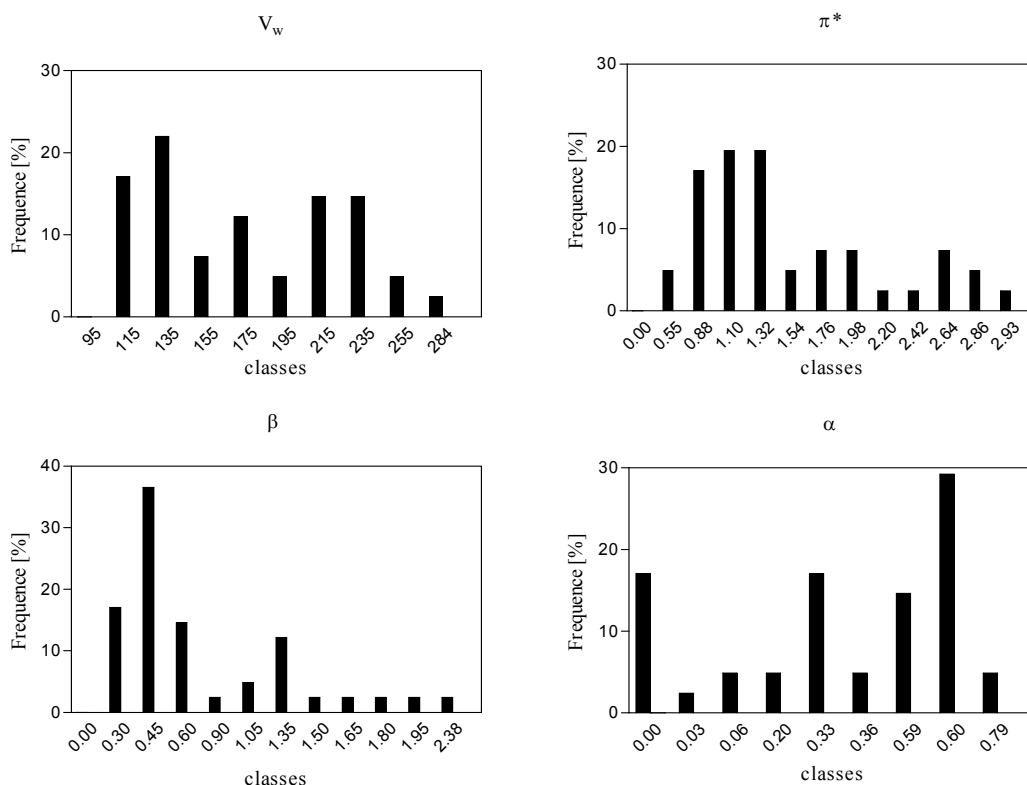 V_w
Frequence [%]
30
20
10
0
95 115 135 155 175 195 215 235 255 284
classes
π*
Frequence [%]
30
20
10
0
0.00 0.55 0.88 1.10 1.32 1.54 1.76 1.98 2.20 2.42 2.64 2.86 2.93
classes
β
Frequence [%]
40
30
20
10
0
0.00 0.30 0.45 0.60 0.90 1.05 1.35 1.50 1.65 1.80 1.95 2.38
classes
α
Frequence [%]
30
20
10
0
0.00 0.03 0.06 0.20 0.33 0.36 0.59 0.60 0.79
classes